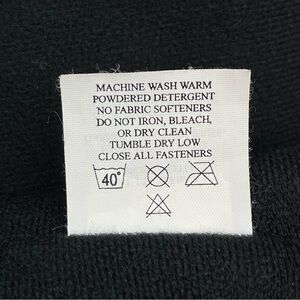 MACHINE WASH WARM
POWDERED DETERGENT
NO FABRIC SOFTENERS
DO NOT IRON, BLEACH,
OR DRY CLEAN
TUMBLE DRY LOW
CLOSE ALL FASTENERS
40°